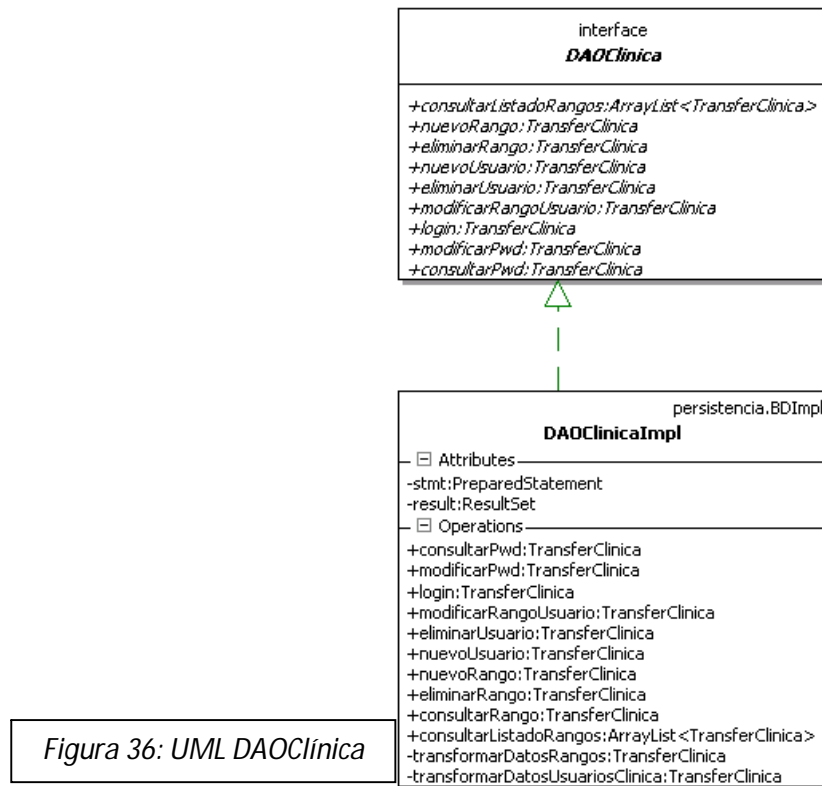 interface
DAOClinica
+consultarListadoRangos:ArrayList<TransferClinica>
+nuevoRango:TransferClinica
+eliminarRango:TransferClinica
+nuevoUsuario:TransferClinica
+eliminarUsuario:TransferClinica
+modificarRangoUsuario:TransferClinica
+login:TransferClinica
+modificarPwd:TransferClinica
+consultarPwd:TransferClinica
persistencia.BDImpl
DAOClinicaImpl
Attributes
-stmt:PreparedStatement
-result:ResultSet
Operations
+consultarPwd:TransferClinica
+modificarPwd:TransferClinica
+login:TransferClinica
+modificarRangoUsuario:TransferClinica
+eliminarUsuario:TransferClinica
+nuevoUsuario:TransferClinica
+nuevoRango:TransferClinica
+eliminarRango:TransferClinica
+consultarRango:TransferClinica
+consultarListadoRangos:ArrayList<TransferClinica>
-transformarDatosRangos:TransferClinica
-transformarDatosUsuariosClinica:TransferClinica
Figura 36: UML DAOClínica